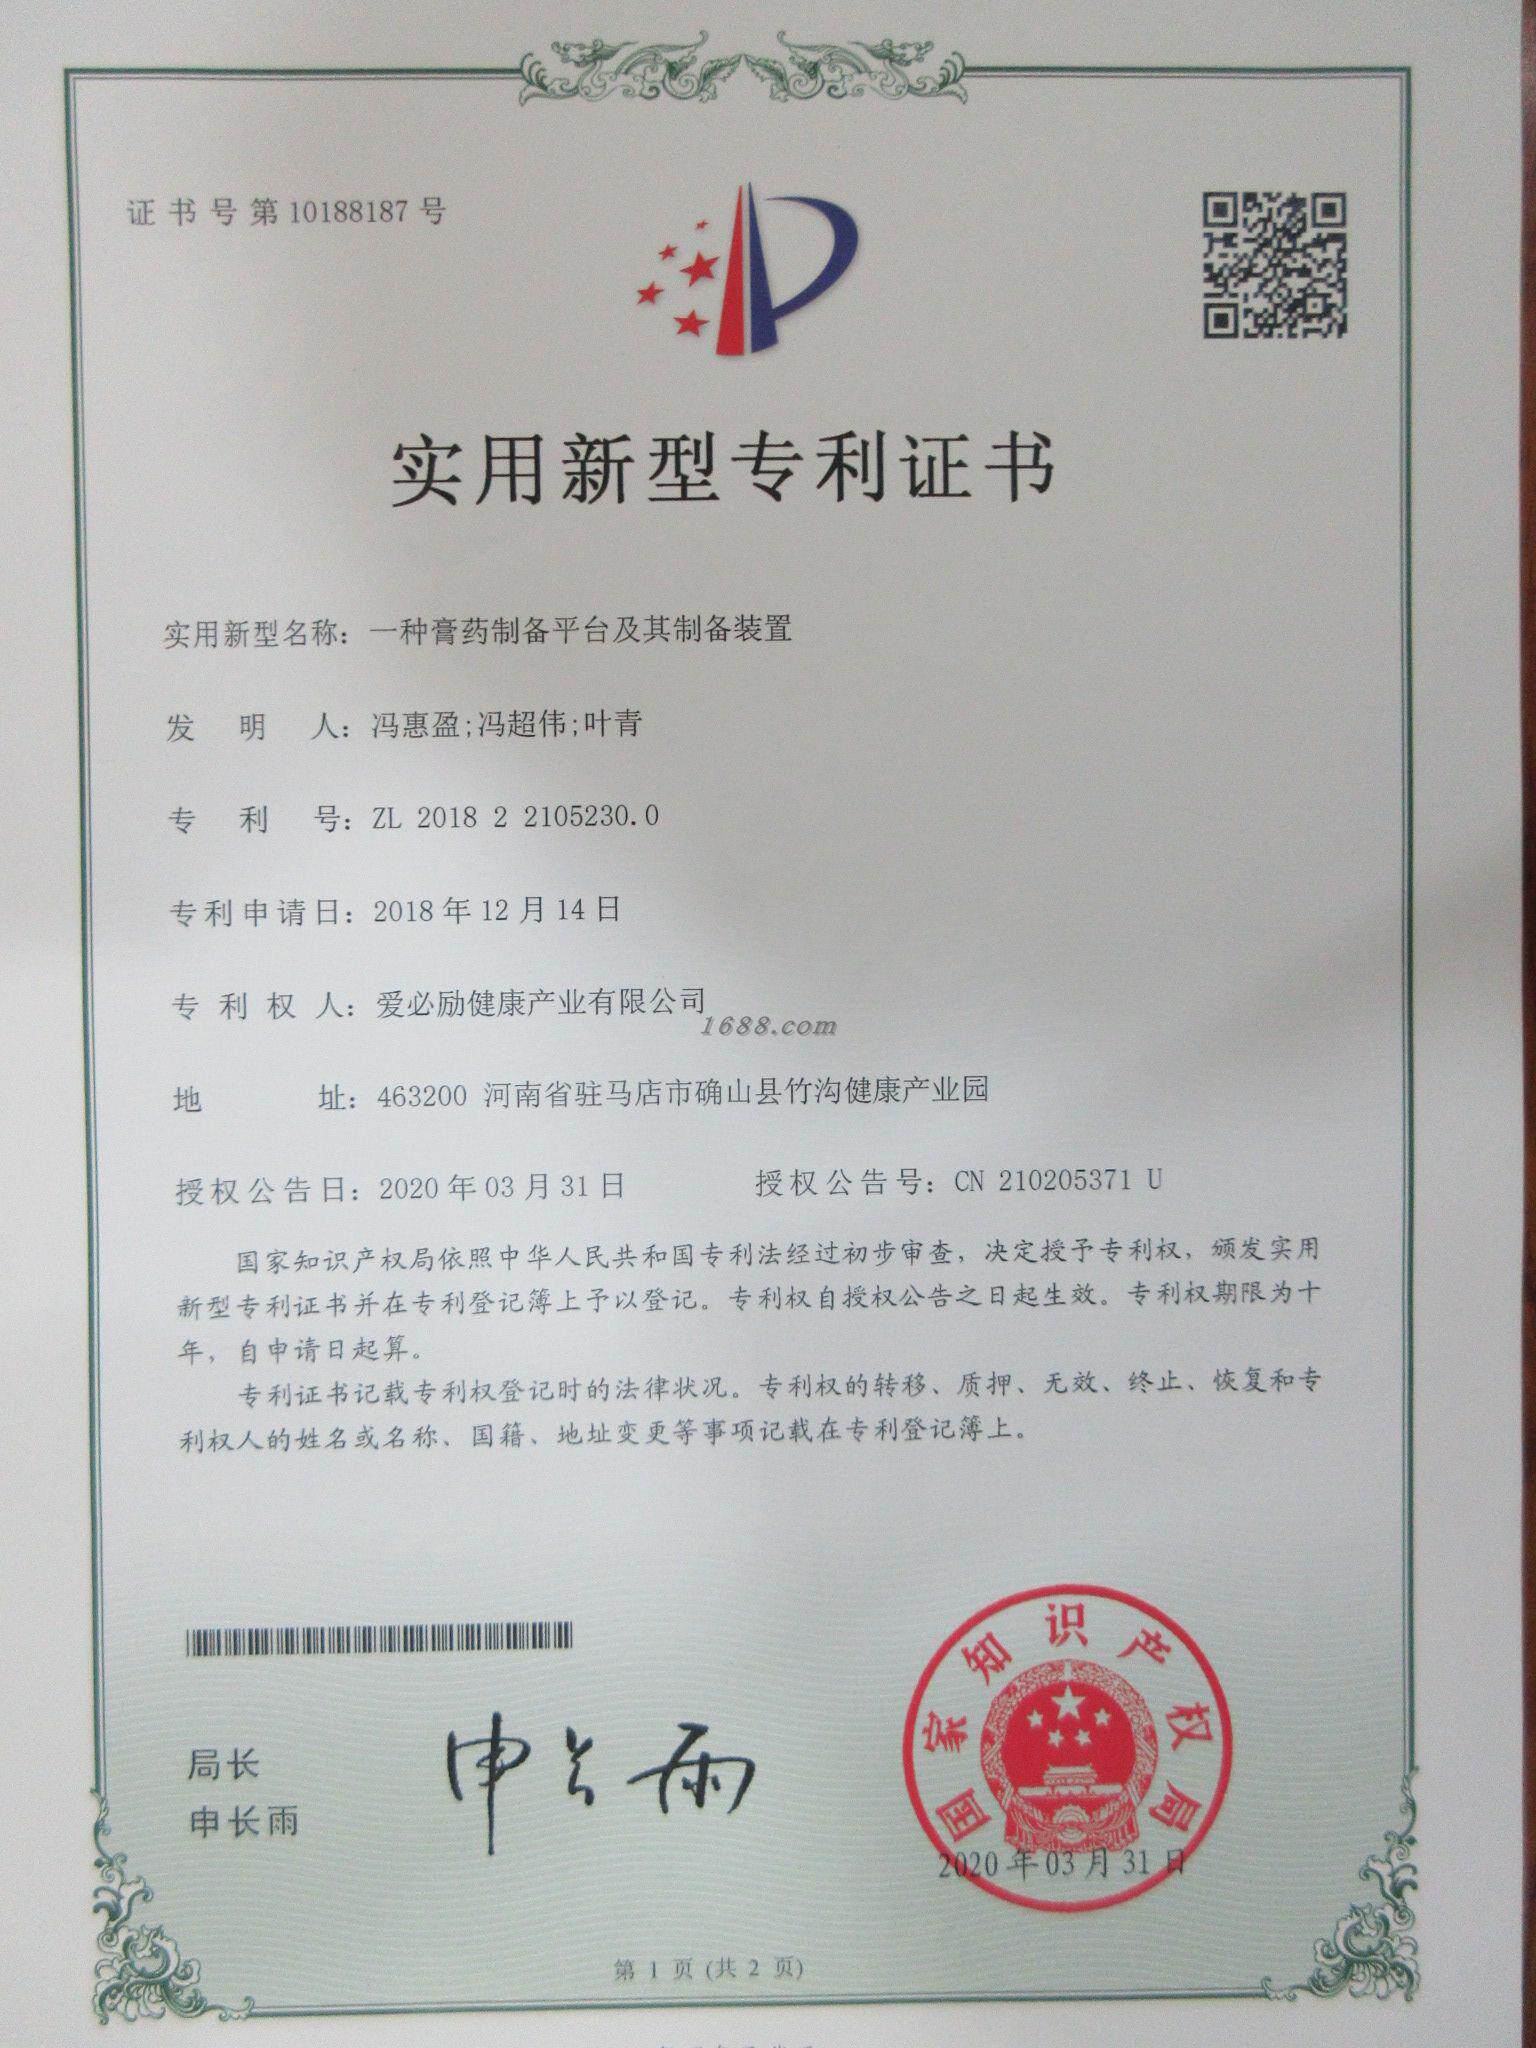 证书号第10188187号
实用新型专利证书
实用新型名称：一种膏药制备平台及其制备装置
发明人：冯惠盈;冯超伟;叶青
专利号：ZL 2018 2 2105230.0
专利申请日：2018年12月14日
专利权人：爱必励健康产业有限公司
1688.com
地址：463200 河南省驻马店市确山县竹沟健康产业园
授权公告日：2020年03月31日 授权公告号：CN 210205371 U
国家知识产权局依照中华人民共和国专利法经过初步审查，决定授予专利权，颁发实用
新型专利证书并在专利登记簿上予以登记。专利权自授权公告之日起生效。专利权期限为十
年，自申请日起算。
专利证书记载专利权登记时的法律状况。专利权的转移、质押、无效、终止、恢复和专
利权人的姓名或名称、国籍、地址变更等事项记载在专利登记簿上。
局长
申长雨
申长雨
国家知识产权局
2020年03月31日
第 1 页 (共 2 页)